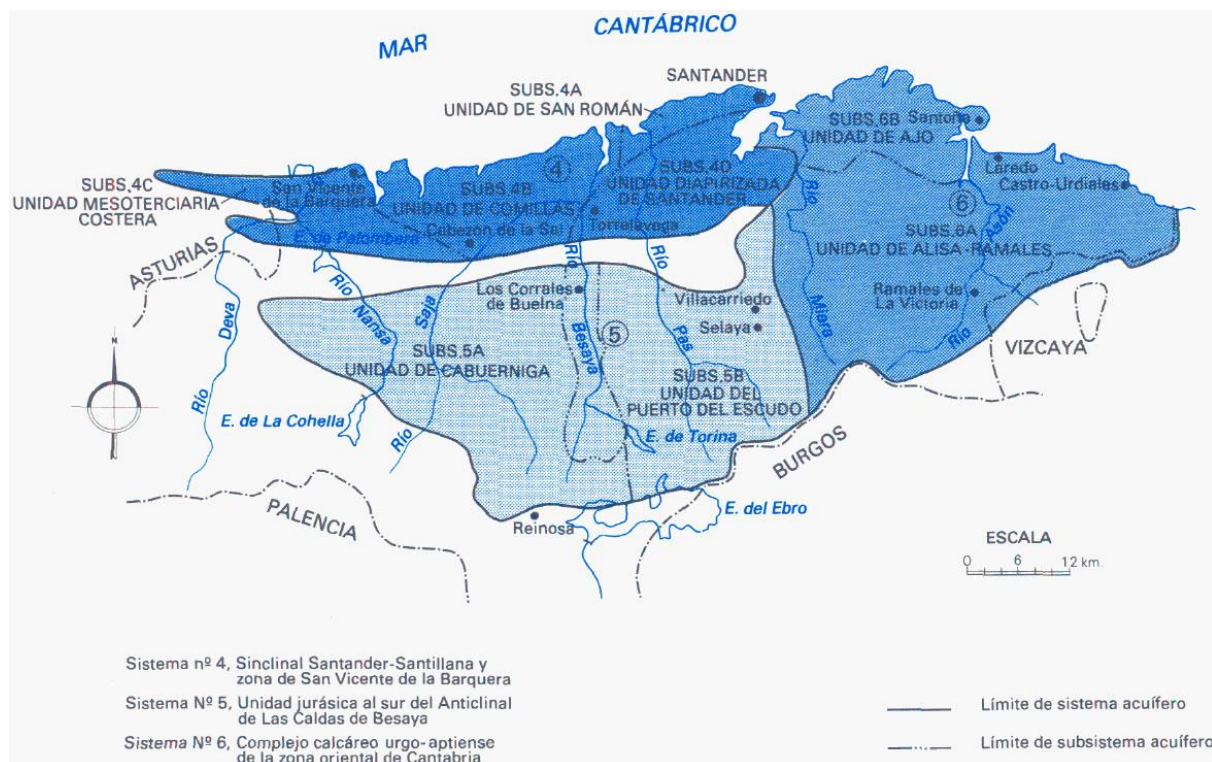 MAR CANTÁBRICO
SUBS.4A
UNIDAD DE SAN ROMÁN
SANTANDER
SUBS.6B
UNIDAD DE AJO
Santoña
Laredo
Castro-Urdiales
SUBS.4C
UNIDAD MESOTERCIARIA
COSTERA
San Vicente
de la Barquera
SUBS.4B
UNIDAD DE COMILLAS
4
SUBS.4D
UNIDAD DIAPIRIZADA
DE SANTANDER
6
SUBS.6A
UNIDAD DE ALISA-RAMALES
E. de Palombera
Cabezón de la Sal
Torrelavega
ASTURIAS
Río Deva
Río Nansa
Río Saja
Río Besaya
Río Pas
Río Miara
Río Asón
Los Corrales
de Buelna
Villacarriedo
Selaya
Ramales de
La Victoria
VIZCAYA
N
5
SUBS.5A
UNIDAD DE CABUERNIGA
SUBS.5B
UNIDAD DEL
PUERTO DEL ESCUDO
E. de La Cohella
E. de Torina
BURGOS
PALENCIA
Reinosa
E. del Ebro
ESCALA
0 6 12 km.
Sistema nº 4, Sinclinal Santander-Santillana y
zona de San Vicente de la Barquera
Sistema Nº 5, Unidad jurásica al sur del Anticlinal
de Las Caldas de Besaya
Sistema Nº 6, Complejo calcáreo urgo-aptiense
de la zona oriental de Cantabria
Límite de sistema acuífero
Límite de subsistema acuífero